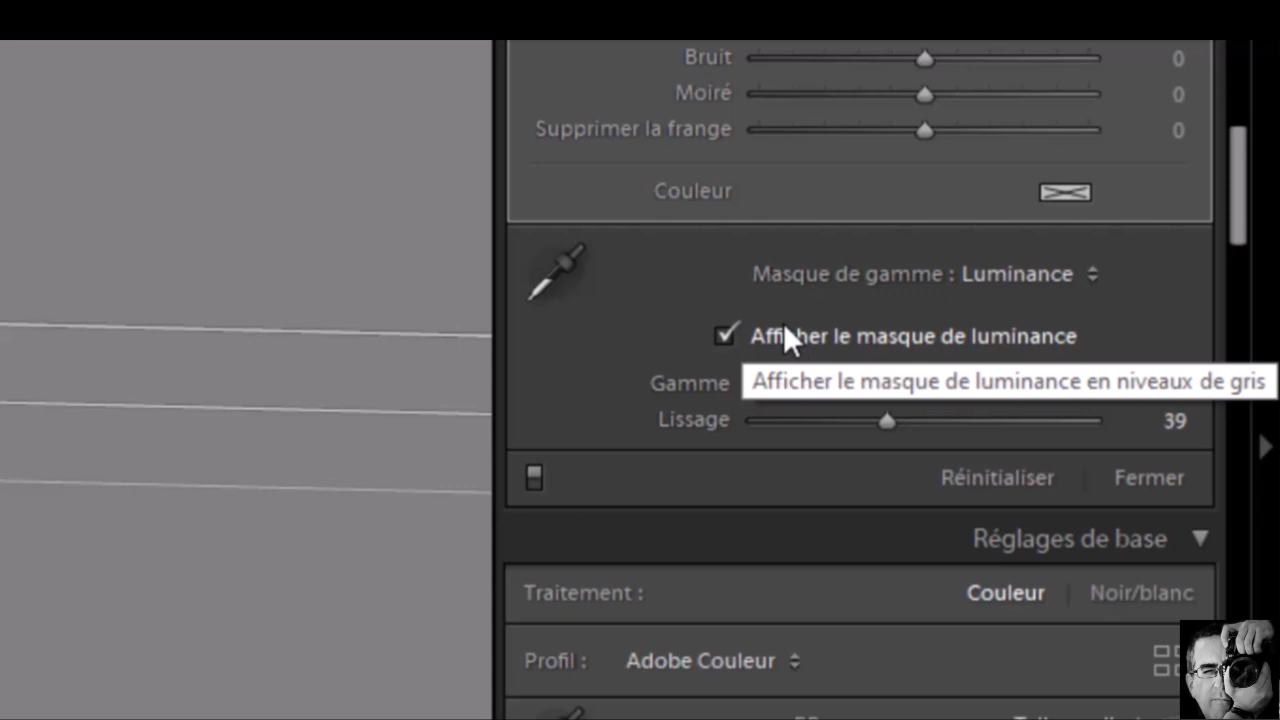 Bruit 0
Moiré 0
Supprimer la frange 0
Couleur
Masque de gamme : Luminance
Afficher le masque de luminance
Gamme
Afficher le masque de luminance en niveaux de gris
Lissage 39
Réinitialiser Fermer
Réglages de base
Traitement : Couleur Noir/blanc
Profil : Adobe Couleur